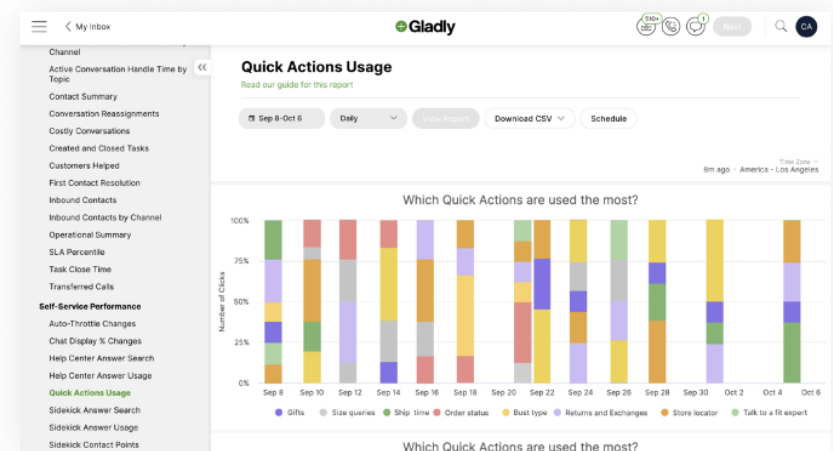 My Inbox
Gladly
510+
1
Next
CA
Channel
Active Conversation Handle Time by
Topic
Contact Summary
Conversation Reassignments
Costly Conversations
Created and Closed Tasks
Customers Helped
First Contact Resolution
Inbound Contacts
Inbound Contacts by Channel
Operational Summary
SLA Percentile
Task Close Time
Transferred Calls
Self-Service Performance
Auto-Throttle Changes
Chat Display % Changes
Help Center Answer Search
Help Center Answer Usage
Quick Actions Usage
Sidekick Answer Search
Sidekick Answer Usage
Sidekick Contact Points
Quick Actions Usage
Read our guide for this report
Sep 8-Oct 6
Daily
View Report
Download CSV
Schedule
Time Zone
6m ago · America - Los Angeles
Which Quick Actions are used the most?
Number of Clicks
100%
75%
50%
25%
0%
Sep 8 Sep 10 Sep 12 Sep 14 Sep 16 Sep 18 Sep 20 Sep 22 Sep 24 Sep 26 Sep 28 Sep 30 Oct 2 Oct 4 Oct 6
Gifts Size queries Ship time Order status Bust type Returns and Exchanges Store locator Talk to a fit expert
Which Quick Actions are used the most?